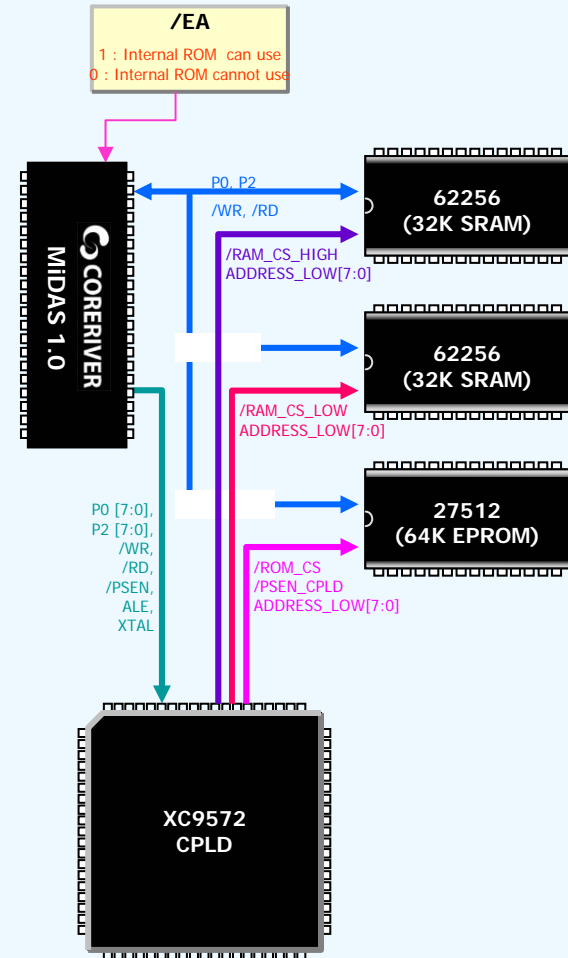 /EA
1 : Internal ROM  can use
0 : Internal ROM cannot use
P0, P2
/WR, /RD
62256
(32K SRAM)
/RAM_CS_HIGH
ADDRESS_LOW[7:0]
CORERIVER
MiDAS 1.0
62256
(32K SRAM)
/RAM_CS_LOW
ADDRESS_LOW[7:0]
P0 [7:0],
P2 [7:0],
/WR,
/RD,
/PSEN,
ALE,
XTAL
27512
(64K EPROM)
/ROM_CS
/PSEN_CPLD
ADDRESS_LOW[7:0]
XC9572
CPLD